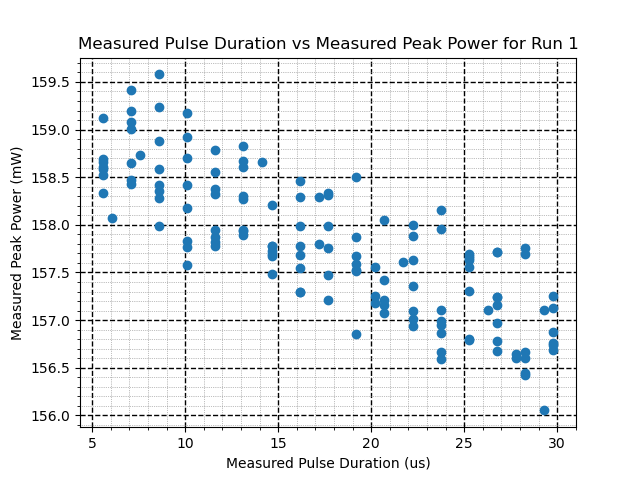 Measured Pulse Duration vs Measured Peak Power for Run 1
159.5
159.0
158.5
158.0
157.5
157.0
156.5
156.0
Measured Peak Power (mW)
5 10 15 20 25 30
Measured Pulse Duration (us)